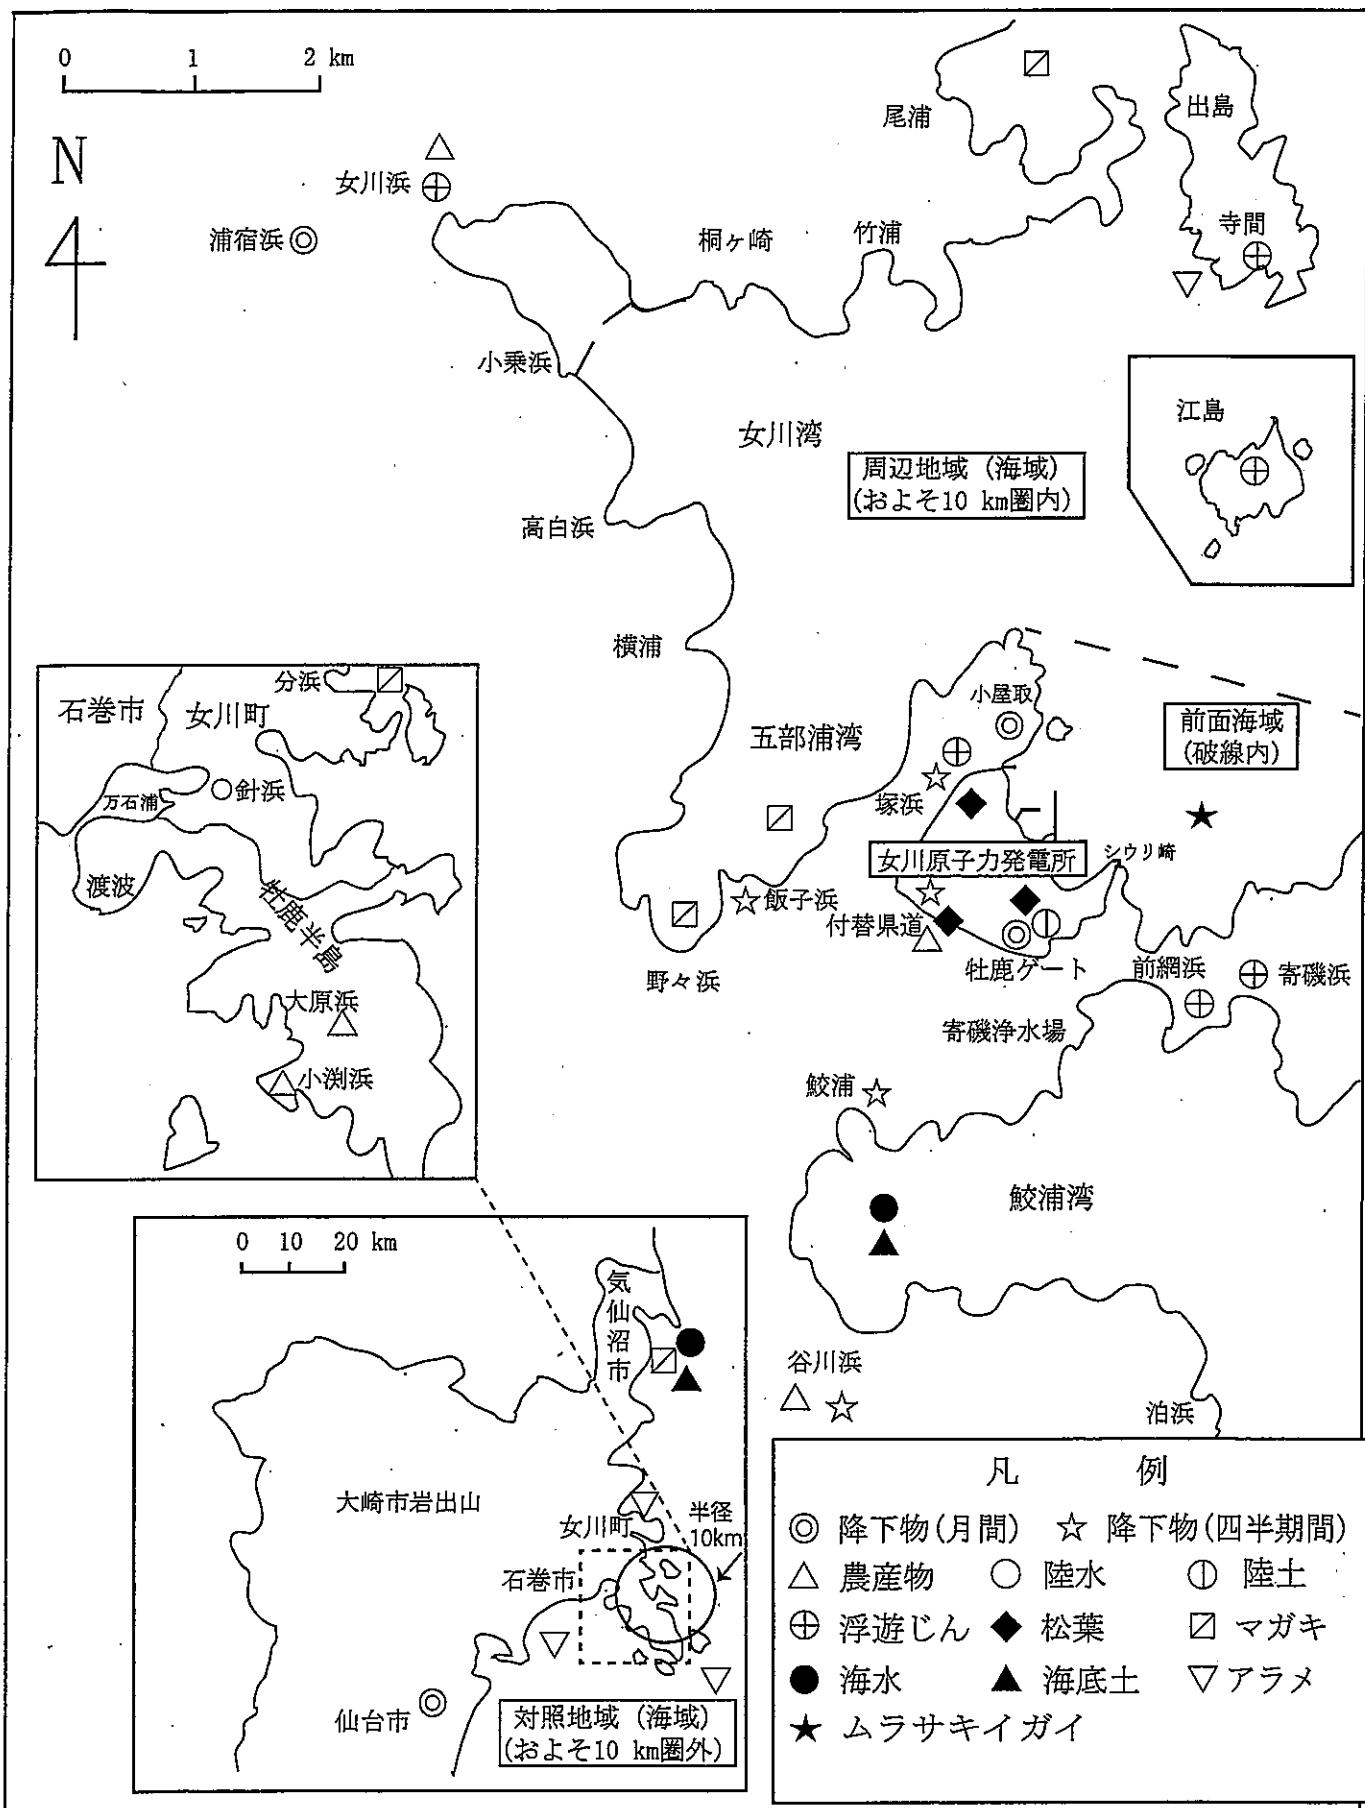 0 1 2 km
N
尾浦
出島
女川浜
浦宿浜
桐ヶ崎
竹浦
寺間
小乗浜
女川湾
江島
周辺地域 (海域)
(およそ10 km圏内)
高白浜
横浦
小屋取
前面海域
(破線内)
五部浦湾
塚浜
女川原子力発電所
シウリ崎
飯子浜
付替県道
野々浜
牡鹿ゲート
前網浜
寄磯浜
寄磯浄水場
鮫浦
鮫浦湾
谷川浜
泊浜
分浜
石巻市
女川町
万石浦
針浜
渡波
牡鹿半島
大原浜
小渕浜
0 10 20 km
気仙沼市
大崎市岩出山
女川町
半径
10km
石巻市
仙台市
対照地域 (海域)
(およそ10 km圏外)
凡 例
降下物(月間) 降下物(四半期間)
農産物 陸水 陸土
浮遊じん 松葉 マガキ
海水 海底土 アラメ
ムラサキイガイ